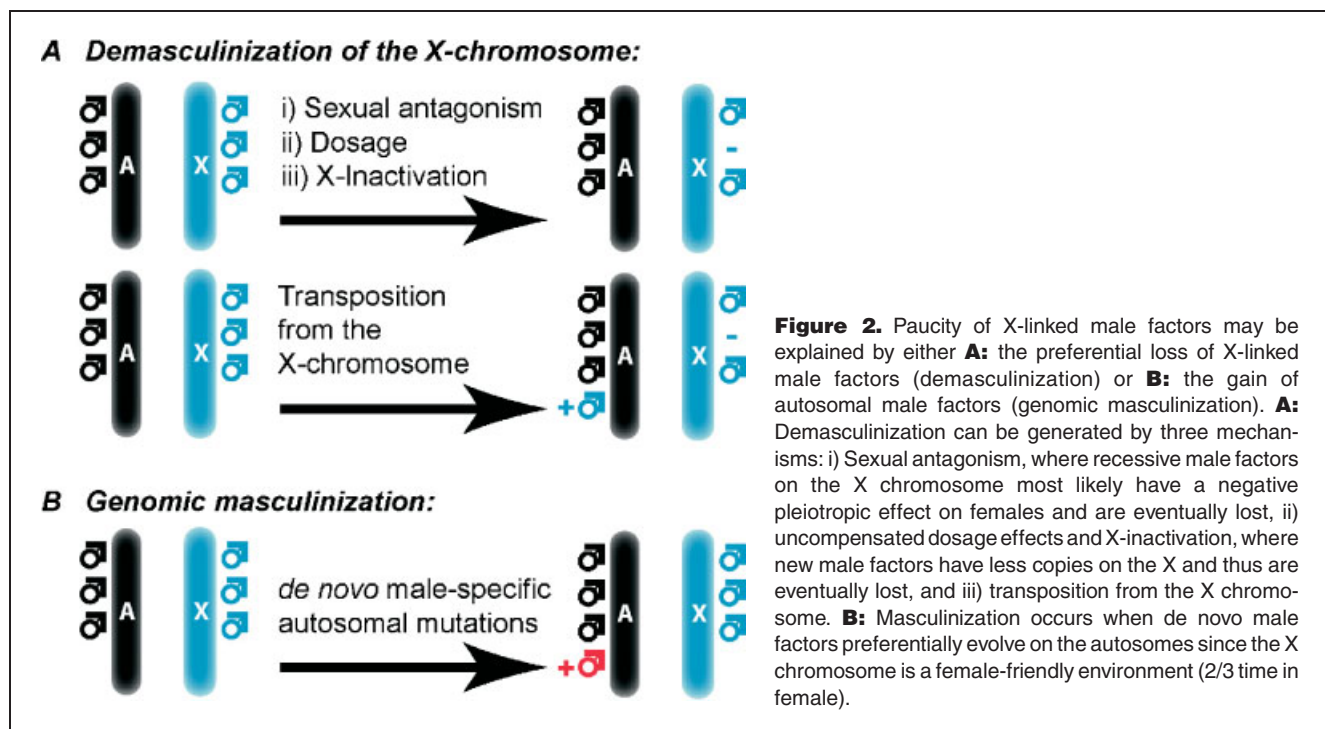 A Demasculinization of the X-chromosome:
♂ A X ♂ i) Sexual antagonism ♂ A X ♂
♂ ♂ ii) Dosage ♂ -
♂ ♂ iii) X-Inactivation ♂ ♂
♂ A X ♂ Transposition ♂ A X ♂
♂ ♂ from the ♂ -
♂ ♂ X-chromosome ♂ ♂
+♂
B Genomic masculinization:
♂ A X ♂ de novo male-specific ♂ A X ♂
♂ ♂ autosomal mutations ♂ ♂
♂ ♂ ♂ ♂
+♂
Figure 2. Paucity of X-linked male factors may be
explained by either A: the preferential loss of X-linked
male factors (demasculinization) or B: the gain of
autosomal male factors (genomic masculinization). A:
Demasculinization can be generated by three mechan-
isms: i) Sexual antagonism, where recessive male factors
on the X chromosome most likely have a negative
pleiotropic effect on females and are eventually lost, ii)
uncompensated dosage effects and X-inactivation, where
new male factors have less copies on the X and thus are
eventually lost, and iii) transposition from the X chromo-
some. B: Masculinization occurs when de novo male
factors preferentially evolve on the autosomes since the X
chromosome is a female-friendly environment (2/3 time in
female).